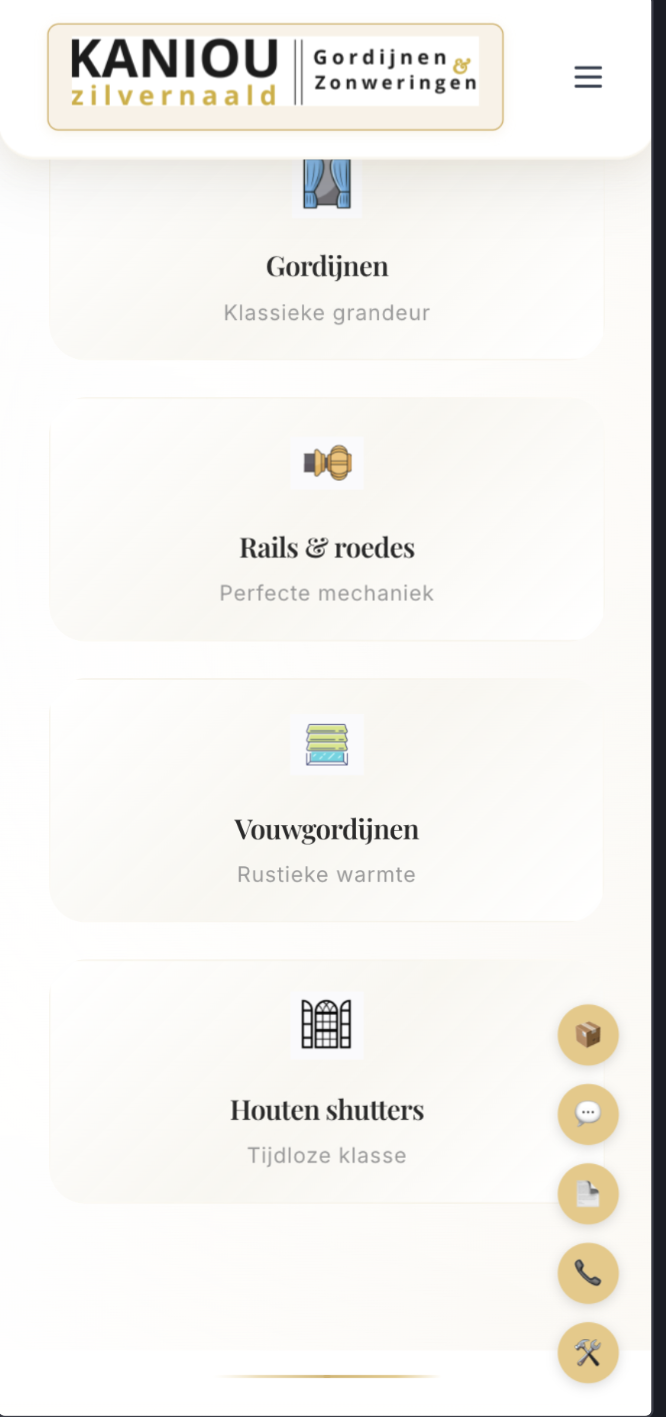 KANIOU
zilvernaald
Gordijnen &
Zonweringen
Gordijnen
Klassieke grandeur
Rails & roedes
Perfecte mechaniek
Vouwgordijnen
Rustieke warmte
Houten shutters
Tijdloze klasse